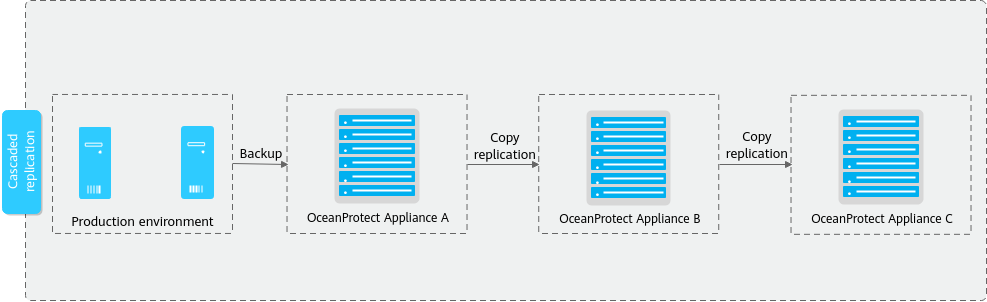 Cascaded
replication
Production environment
Backup
OceanProtect Appliance A
Copy
replication
OceanProtect Appliance B
Copy
replication
OceanProtect Appliance C